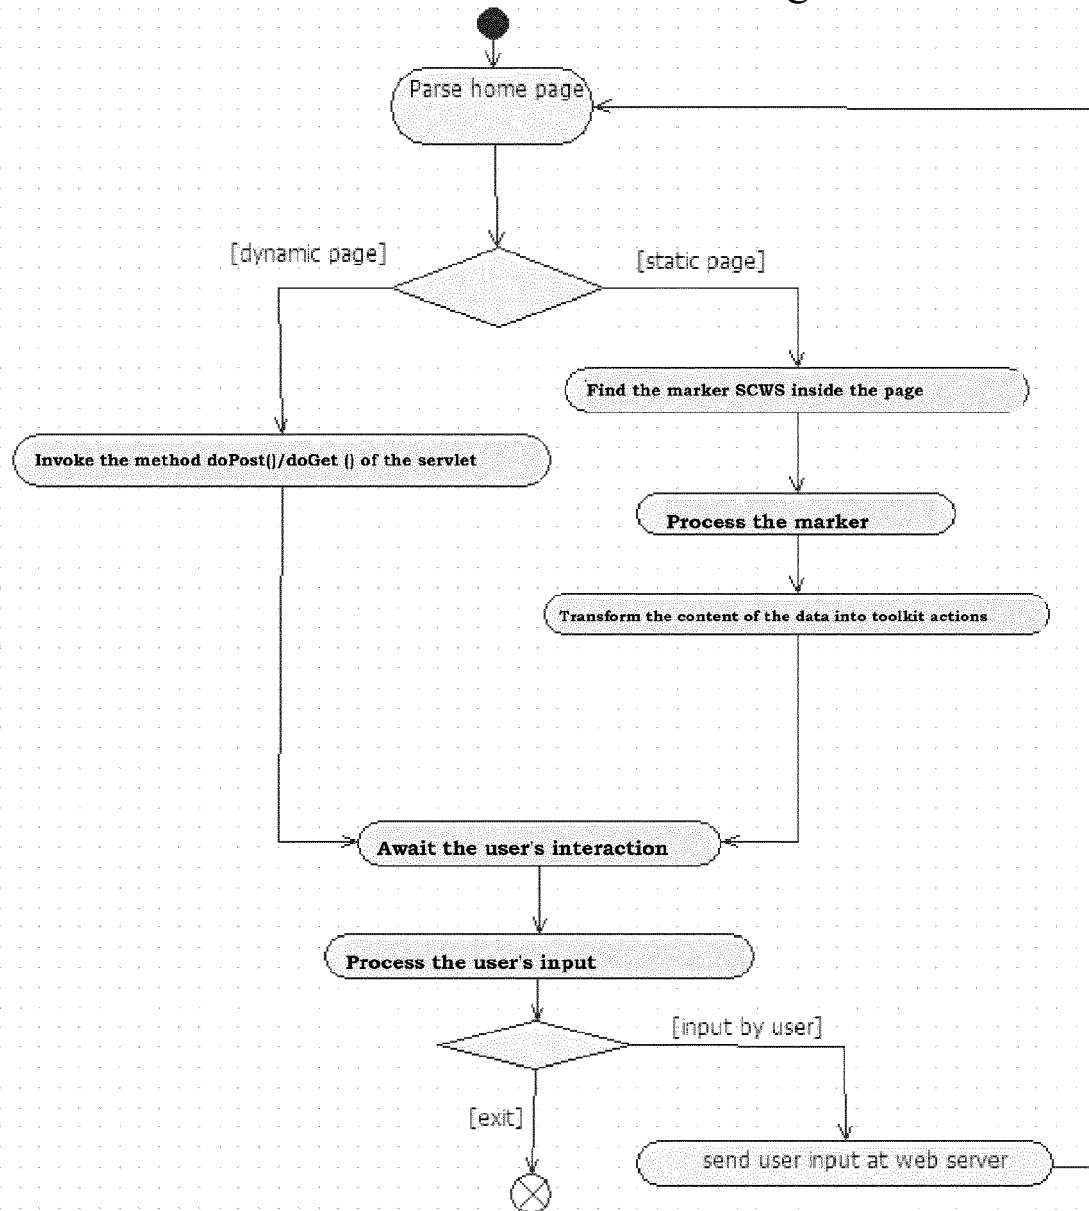 Parse home page
[dynamic page]
[static page]
Find the marker SCWS inside the page
Invoke the method doPost()/doGet () of the servlet
Process the marker
Transform the content of the data into toolkit actions
Await the user's interaction
Process the user's input
[input by user]
[exit]
send user input at web server